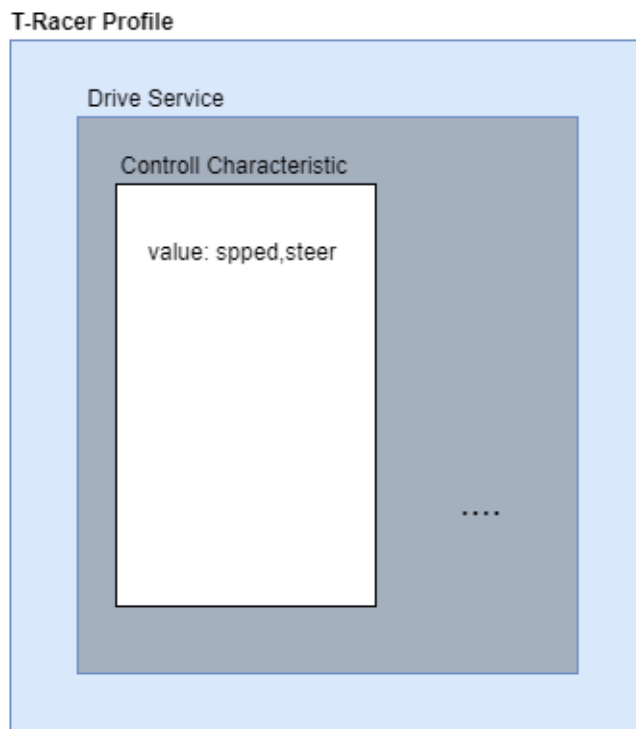 T-Racer Profile
Drive Service
Controll Characteristic
value: spped,steer
....